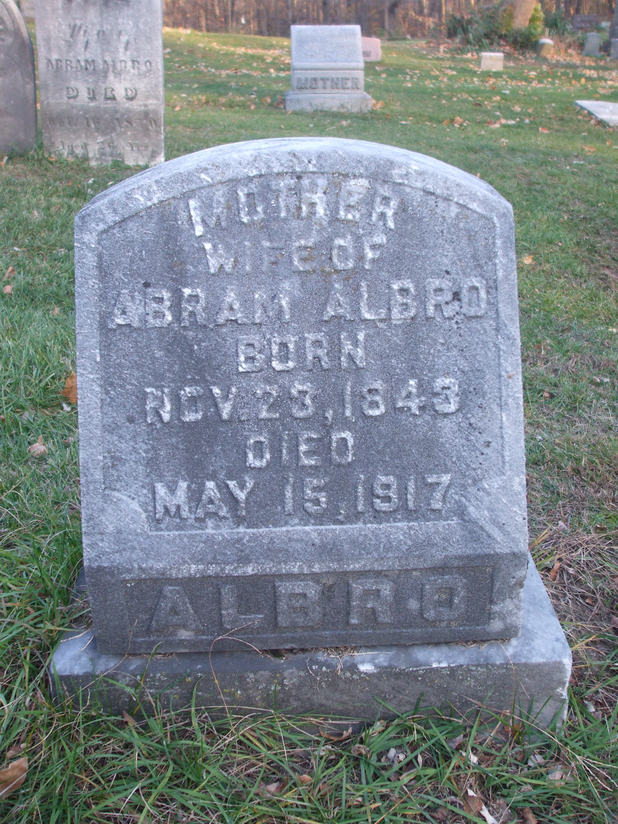 ABRAM ALBRO
DIED
MOTHER
MOTHER
WIFE OF
ABRAM ALBRO
BORN
NOV. 23, 1843
DIED
MAY 15, 1917
ALBRO